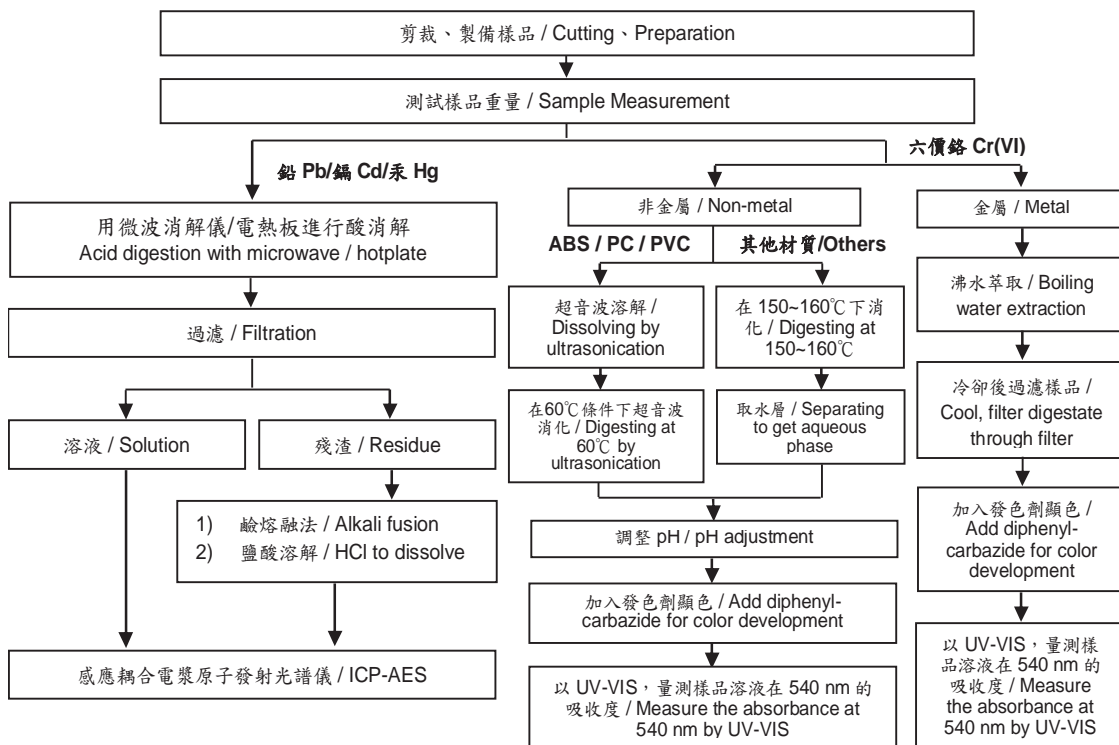 剪裁、製備樣品 / Cutting、Preparation
測試樣品重量 / Sample Measurement
鉛 Pb/鎘 Cd/汞 Hg
六價鉻 Cr(VI)
用微波消解儀/電熱板進行酸消解
Acid digestion with microwave / hotplate
過濾 / Filtration
溶液 / Solution
殘渣 / Residue
1) 鹼熔融法 / Alkali fusion
2) 鹽酸溶解 / HCl to dissolve
感應耦合電漿原子發射光譜儀 / ICP-AES
非金屬 / Non-metal
ABS / PC / PVC
其他材質/Others
超音波溶解 /
Dissolving by
ultrasonication
在 150~160℃下消
化 / Digesting at
150~160℃
在60℃條件下超音波
消化 / Digesting at
60℃ by
ultrasonication
取水層 / Separating
to get aqueous
phase
調整 pH / pH adjustment
加入發色劑顯色 / Add diphenyl-
carbazide for color development
以 UV-VIS，量測樣品溶液在 540 nm 的
吸收度 / Measure the absorbance at
540 nm by UV-VIS
金屬 / Metal
沸水萃取 / Boiling
water extraction
冷卻後過濾樣品 /
Cool, filter digestate
through filter
加入發色劑顯色 /
Add diphenyl-
carbazide for color
development
以 UV-VIS，量測樣
品溶液在 540 nm 的
吸收度 / Measure
the absorbance at
540 nm by UV-VIS